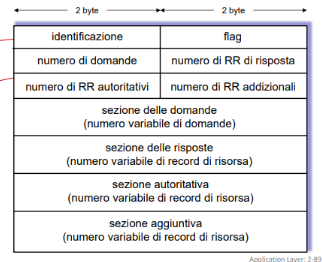 2 byte 2 byte
identificazione flag
numero di domande numero di RR di risposta
numero di RR autoritativi numero di RR addizionali
sezione delle domande
(numero variabile di domande)
sezione delle risposte
(numero variabile di record di risorsa)
sezione autoritativa
(numero variabile di record di risorsa)
sezione aggiuntiva
(numero variabile di record di risorsa)
Application Layer: 2-89